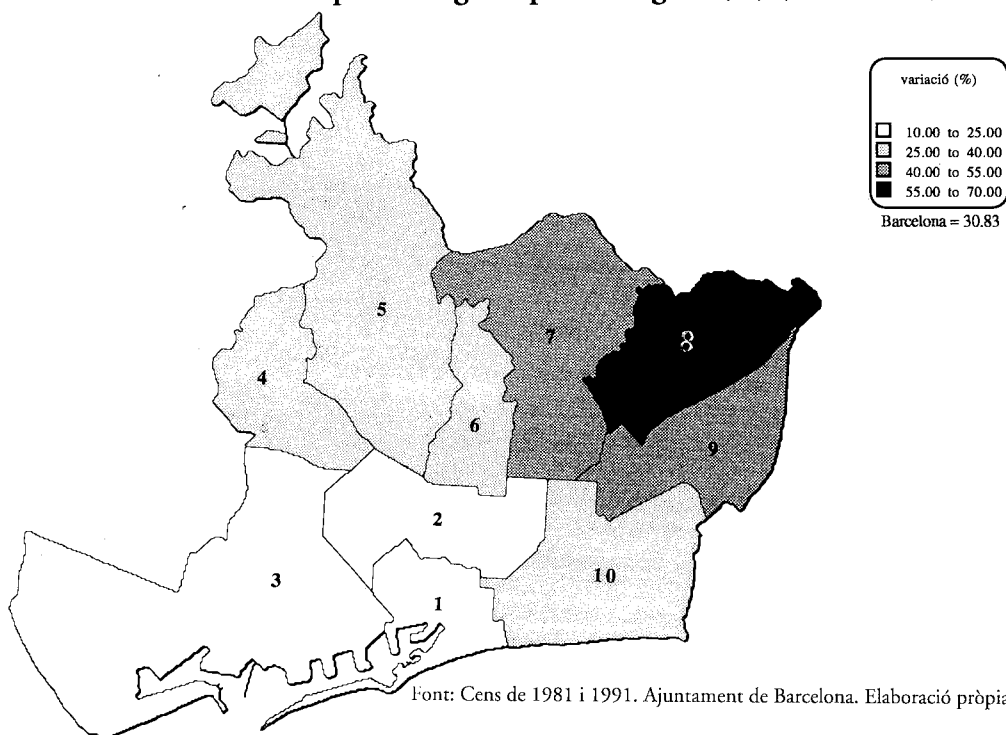 variació (%)
10.00 to 25.00
25.00 to 40.00
40.00 to 55.00
55.00 to 70.00
Barcelona = 30.83
5
7
8
4
6
9
2
3
10
1
Font: Cens de 1981 i 1991. Ajuntament de Barcelona. Elaboració pròpia